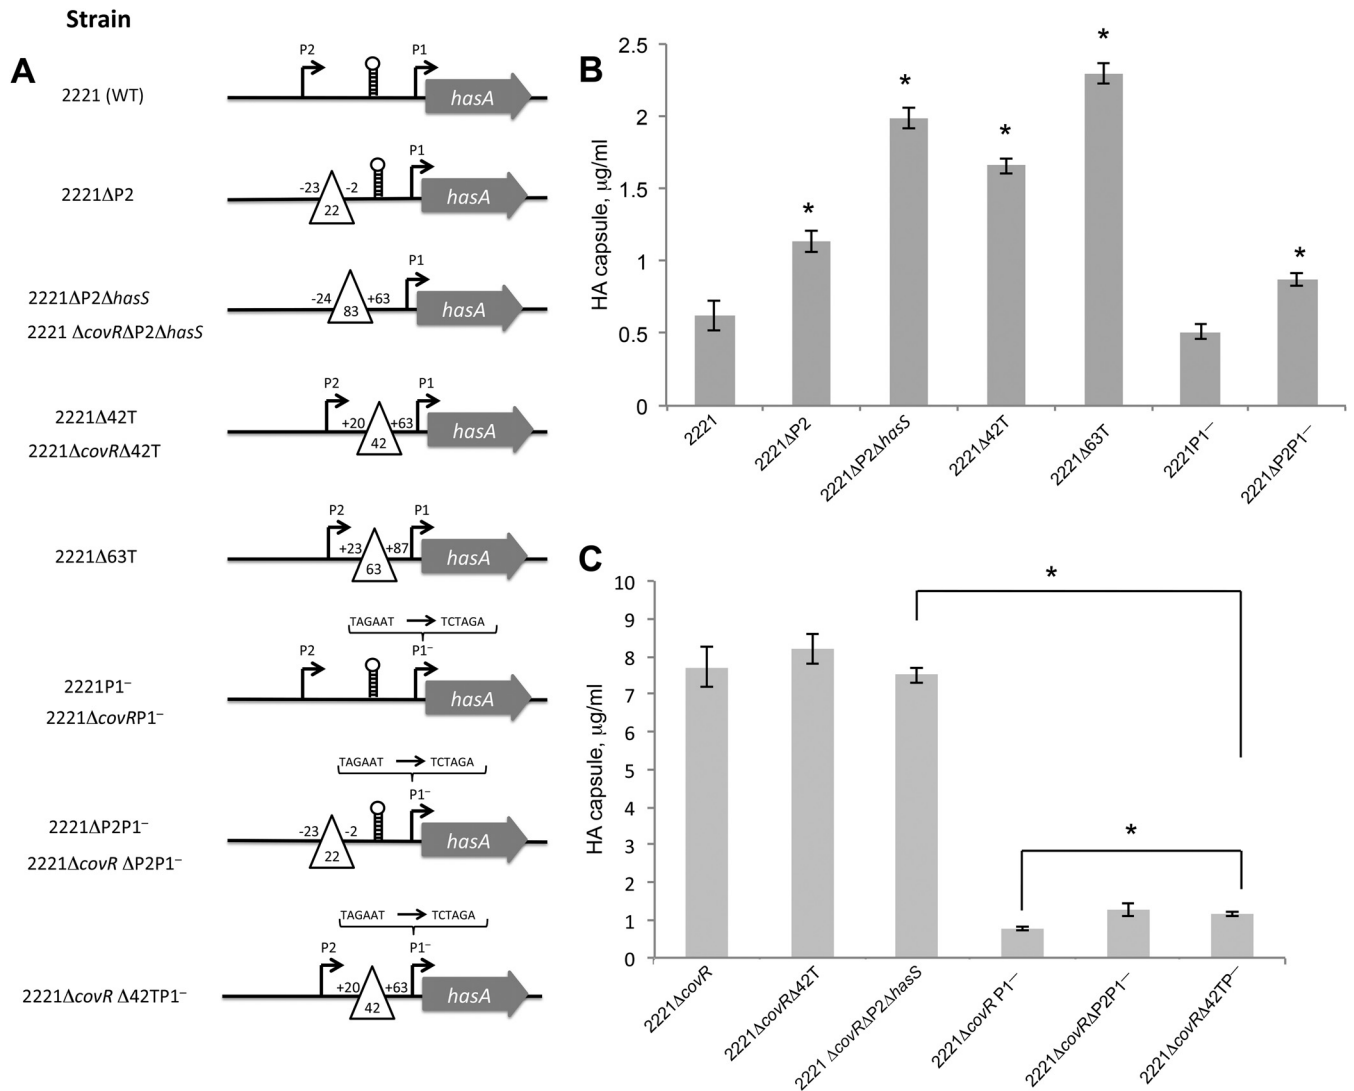 Strain
A
P2 P1
2221 (WT) hasA
P1
-23 -2
2221ΔP2 22 hasA
P1
2221ΔP2ΔhasS -24 +63
2221 ΔcovRΔP2ΔhasS 83 hasA
P2 P1
2221Δ42T +20 +63
2221ΔcovRΔ42T 42 hasA
P2 P1
+23 +87
2221Δ63T 63 hasA
TAGAAT TCTAGA
P2 P1–
2221P1– hasA
2221ΔcovRP1–
TAGAAT TCTAGA
P1–
2221ΔP2P1– -23 -2
2221ΔcovR ΔP2P1– 22 hasA
TAGAAT TCTAGA
P2 P1–
+20 +63
2221ΔcovR Δ42TP1– 42 hasA
B
HA capsule, μg/ml
2.5
2
1.5
1
0.5
0
* * * * *
2221
2221ΔP2
2221ΔP2ΔhasS
2221Δ42T
2221Δ63T
2221P1–
2221ΔP2P1–
C
HA capsule, μg/ml
10
9
8
7
6
5
4
3
2
1
0
*
*
2221ΔcovR
2221ΔcovRΔ42T
2221 ΔcovRΔP2ΔhasS
2221ΔcovR P1–
2221ΔcovRΔP2P1–
2221ΔcovRΔ42TP–